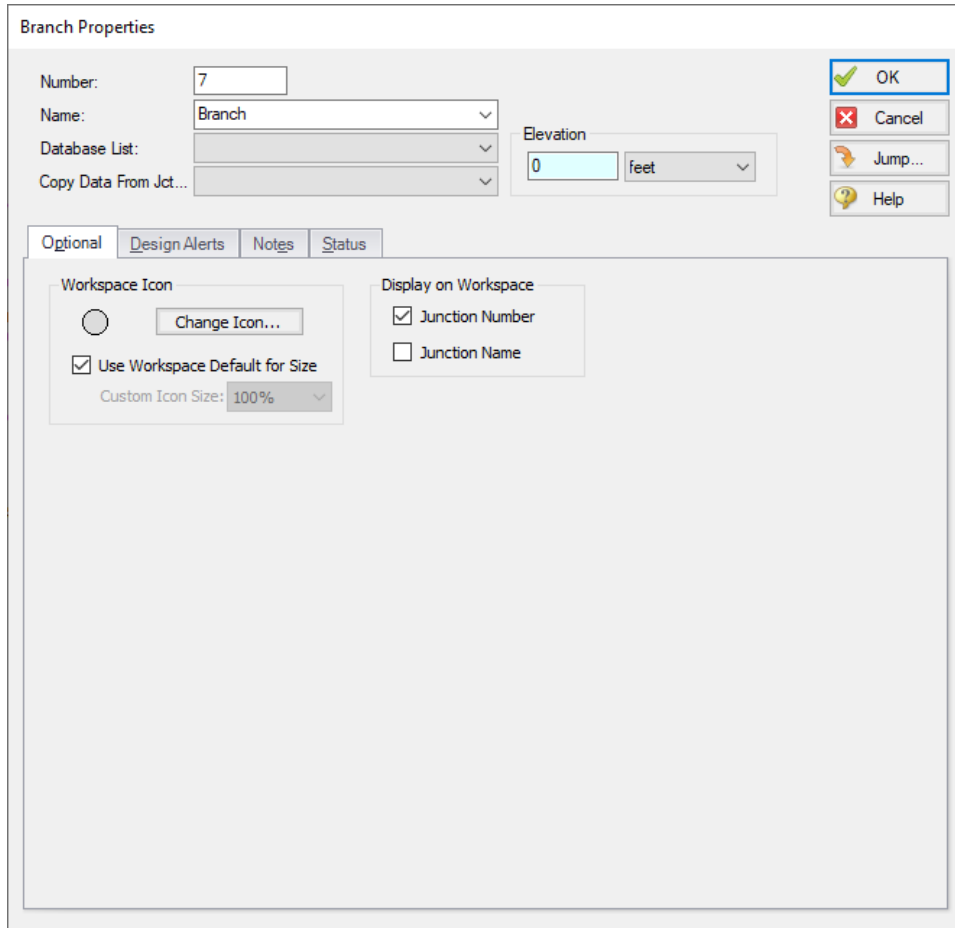 Branch Properties
Number: 7
Name: Branch
Database List:
Copy Data From Jct...
Elevation
0 feet
OK
Cancel
Jump...
Help
Optional Design Alerts Notes Status
Workspace Icon
Change Icon...
Use Workspace Default for Size
Custom Icon Size: 100%
Display on Workspace
Junction Number
Junction Name